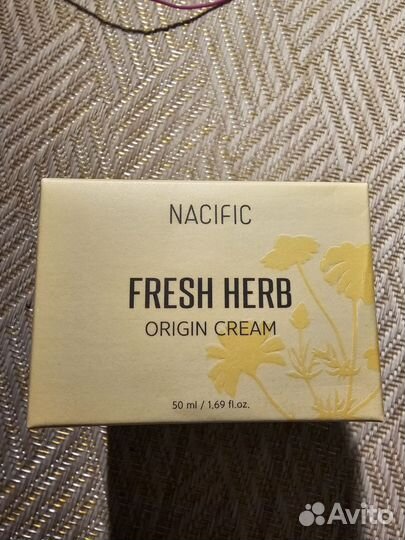 NACIFIC
FRESH HERB
ORIGIN CREAM
50 ml / 1.69 fl.oz.
Avito